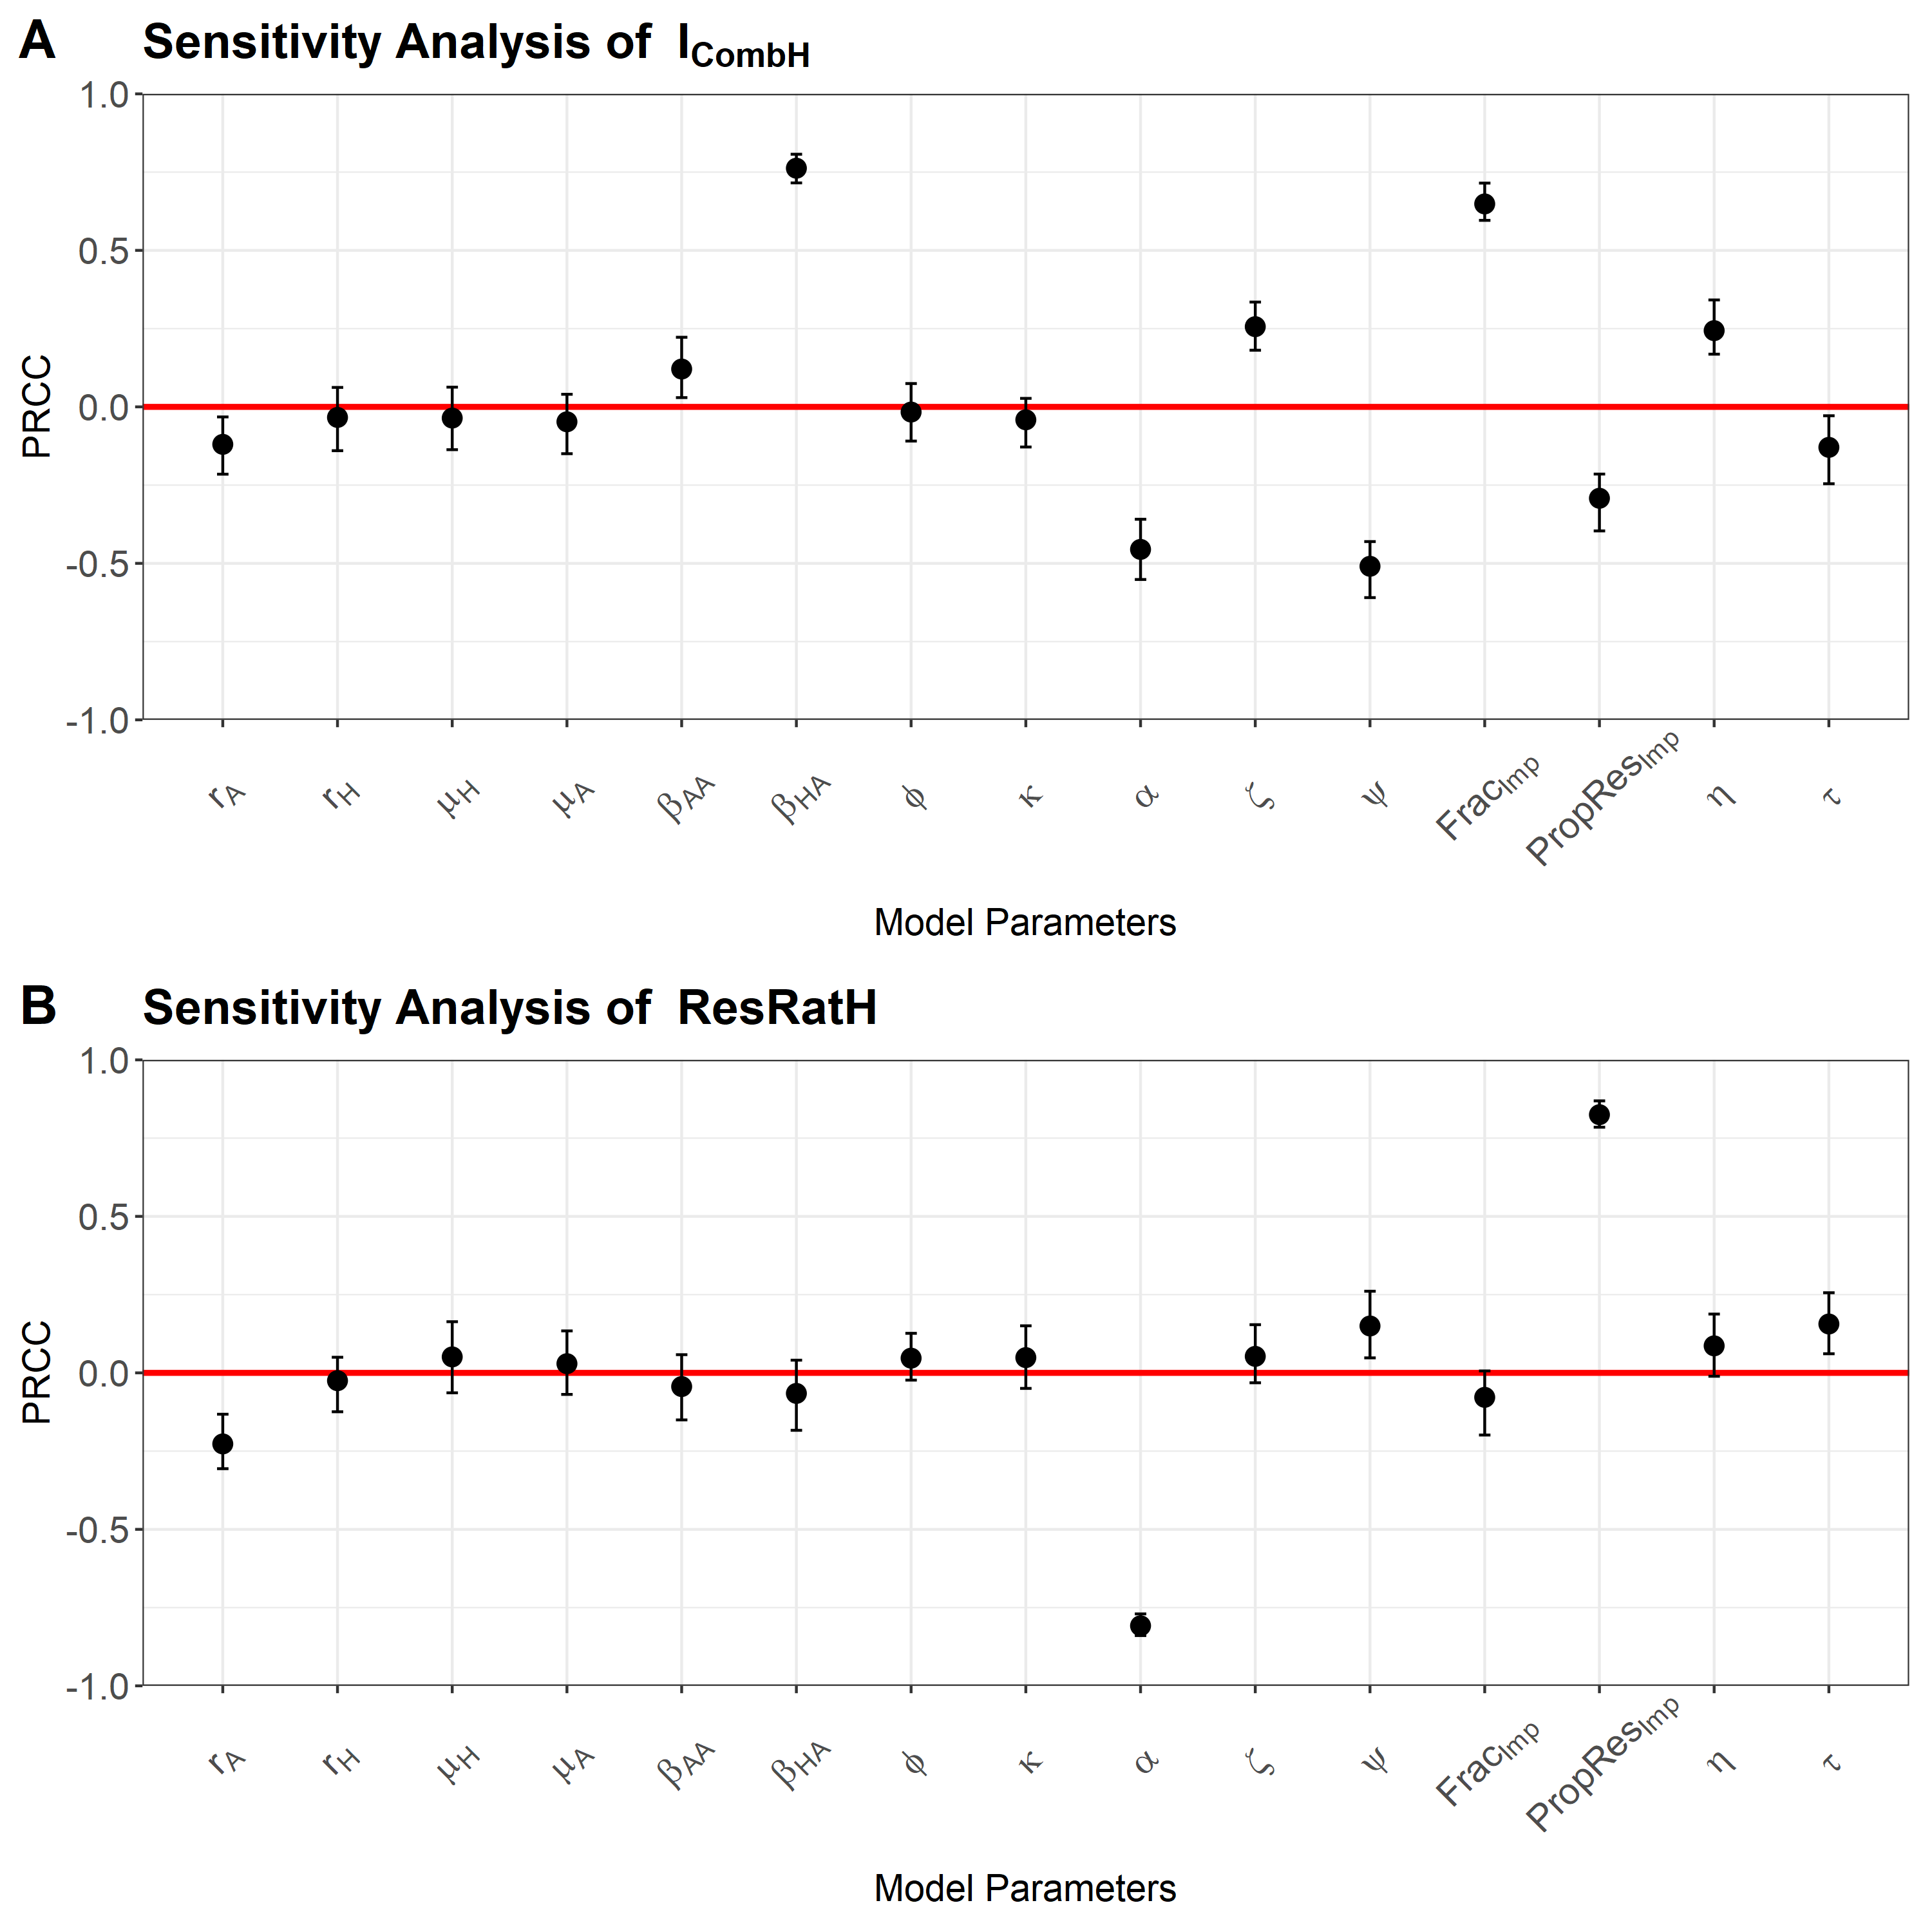 A Sensitivity Analysis of I_CombH
1.0
0.5
0.0
-0.5
-1.0
PRCC
r_A r_H μ_H μ_A β_AA β_HA ϕ κ α ζ ψ Frac_Imp PropRes_Imp η τ
Model Parameters
B Sensitivity Analysis of ResRatH
1.0
0.5
0.0
-0.5
-1.0
PRCC
r_A r_H μ_H μ_A β_AA β_HA ϕ κ α ζ ψ Frac_Imp PropRes_Imp η τ
Model Parameters